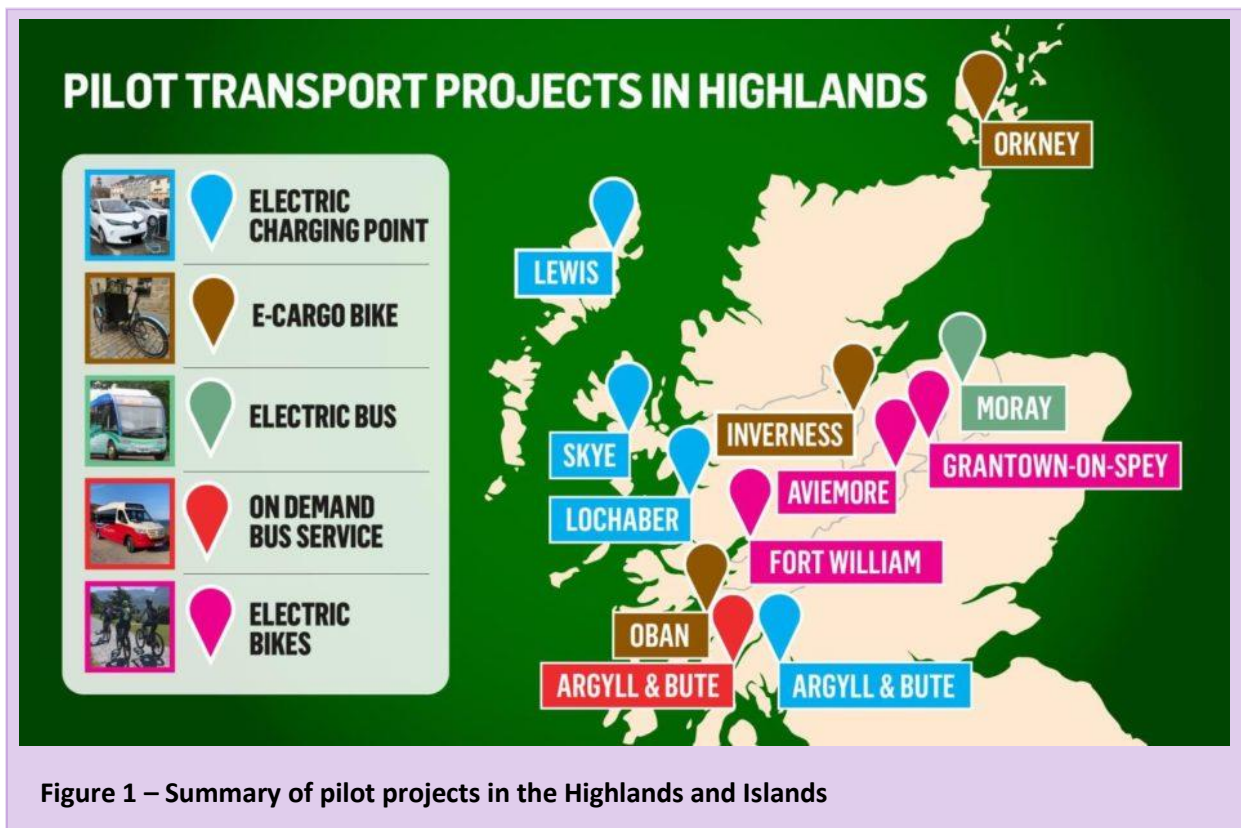 PILOT TRANSPORT PROJECTS IN HIGHLANDS
ELECTRIC
CHARGING POINT
E-CARGO BIKE
ELECTRIC BUS
ON DEMAND
BUS SERVICE
ELECTRIC
BIKES
ORKNEY
LEWIS
MORAY
INVERNESS
SKYE
GRANTOWN-ON-SPEY
AVIEMORE
LOCHABER
FORT WILLIAM
OBAN
ARGYLL & BUTE
ARGYLL & BUTE
Figure 1 – Summary of pilot projects in the Highlands and Islands